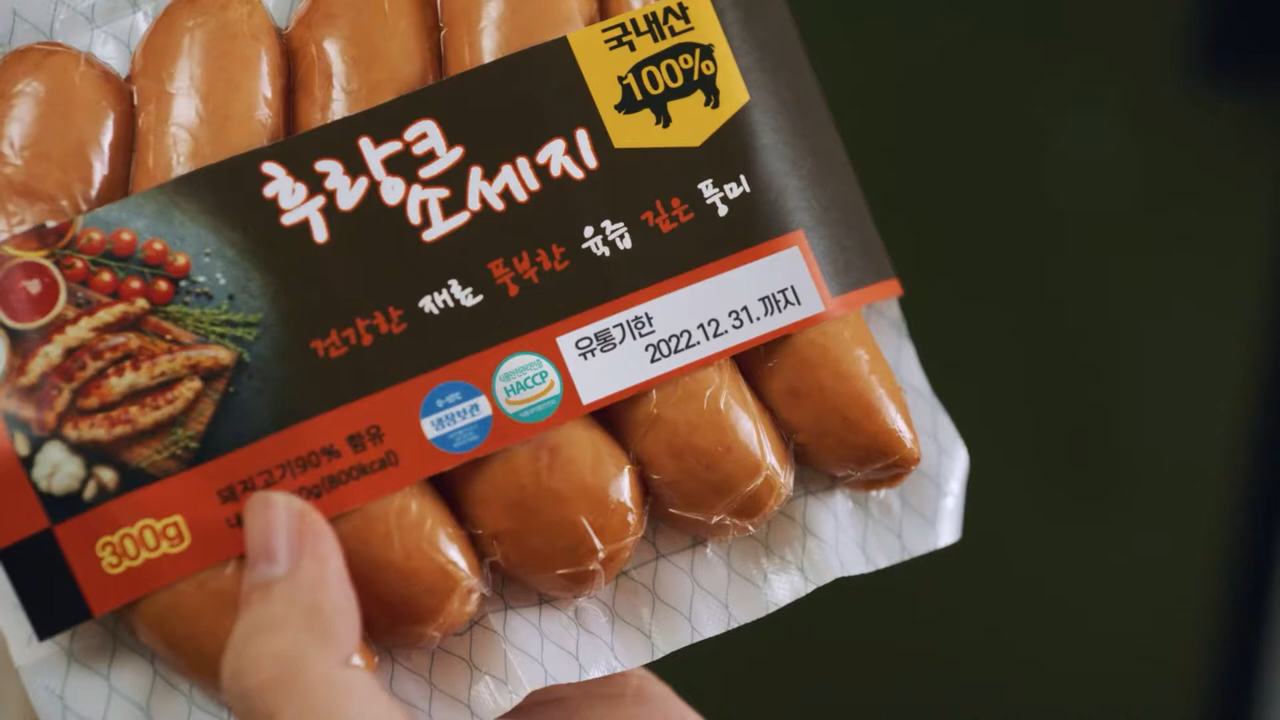 국내산
100%
후랑크
소세지
건강한 재료 풍부한 육즙 깊은 풍미
유통기한
2022.12.31.까지
냉장보관
HACCP
돼지고기90% 함유
(800kcal)
300g